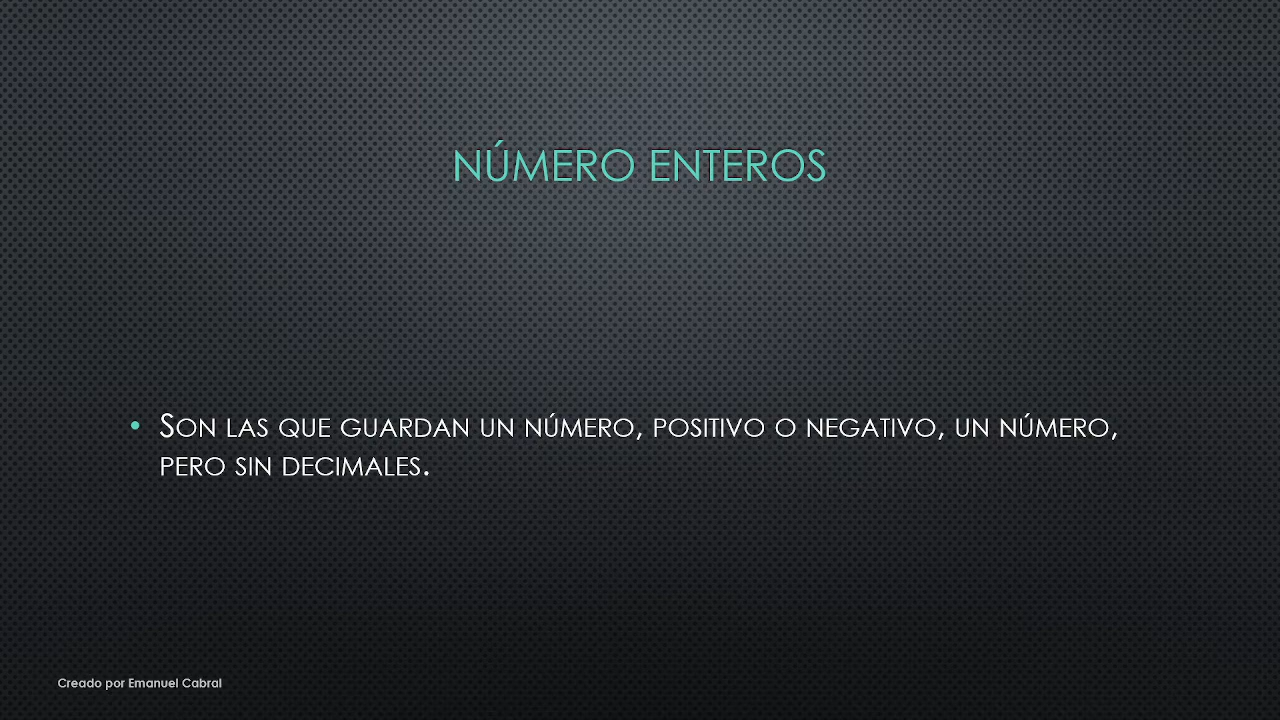 NÚMERO ENTEROS
• SON LAS QUE GUARDAN UN NÚMERO, POSITIVO O NEGATIVO, UN NÚMERO,
PERO SIN DECIMALES.
Creado por Emanuel Cabral